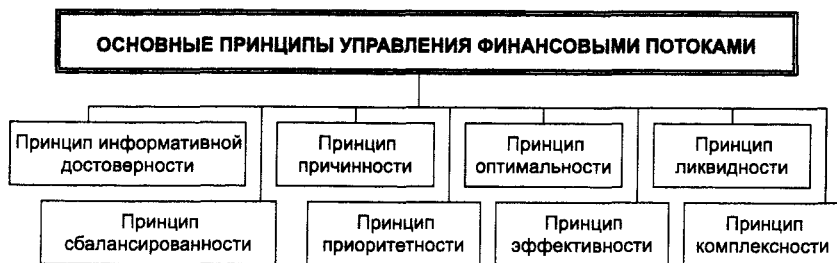 ОСНОВНЫЕ ПРИНЦИПЫ УПРАВЛЕНИЯ ФИНАНСОВЫМИ ПОТОКАМИ
Принцип информативной
достоверности
Принцип
причинности
Принцип
оптимальности
Принцип
ликвидности
Принцип
сбалансированности
Принцип
приоритетности
Принцип
эффективности
Принцип
комплексности